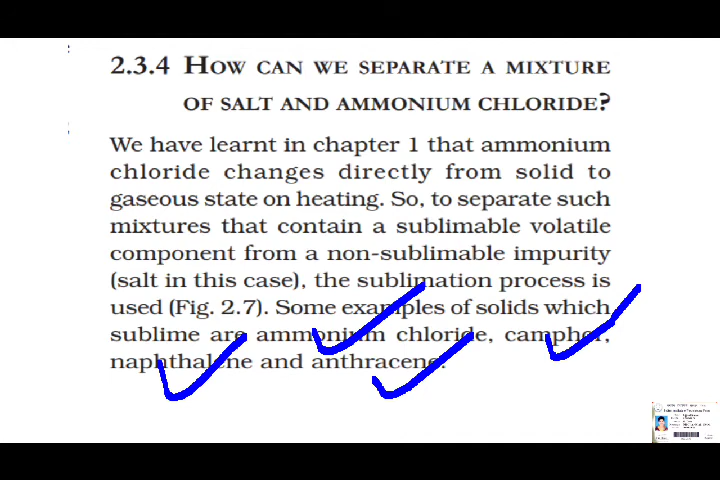 2.3.4 HOW CAN WE SEPARATE A MIXTURE
OF SALT AND AMMONIUM CHLORIDE?
We have learnt in chapter 1 that ammonium
chloride changes directly from solid to
gaseous state on heating. So, to separate such
mixtures that contain a sublimable volatile
component from a non-sublimable impurity
(salt in this case), the sublimation process is
used (Fig. 2.7). Some examples of solids which
sublime are ammonium chloride, camphor,
naphthalene and anthracene.